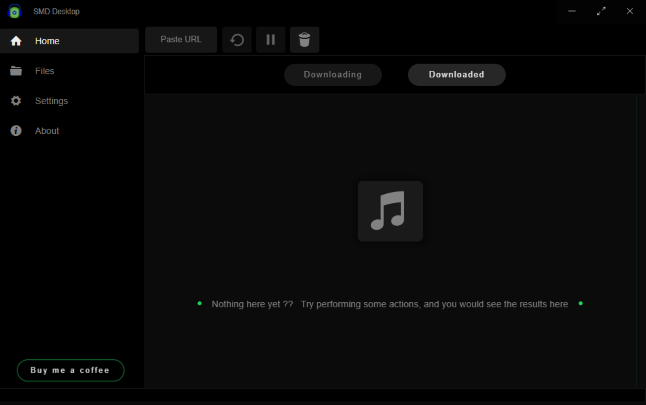 SMD Desktop
Home
Files
Settings
About
Paste URL
Downloading
Downloaded
Nothing here yet ?? Try performing some actions, and you would see the results here
Buy me a coffee